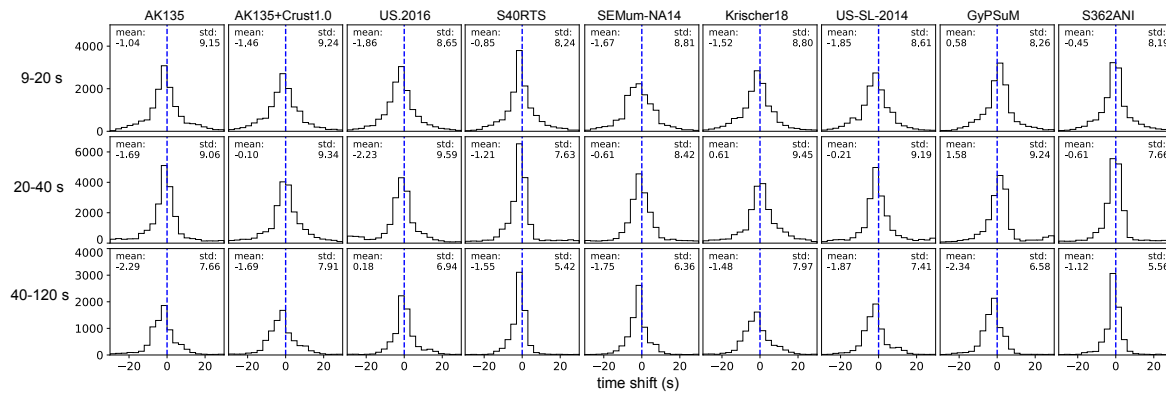 AK135 AK135+Crust1.0 US.2016 S40RTS SEMum-NA14 Krischer18 US-SL-2014 GyPSuM S362ANI
mean: std: mean: std: mean: std: mean: std: mean: std: mean: std: mean: std: mean: std: mean: std:
-1.04 9.15 -1.46 9.24 -1.86 8.65 -0.85 8.24 -1.67 8.81 -1.52 8.80 -1.85 8.61 0.58 8.26 -0.45 8.19
4000
9-20 s
2000
0
mean: std: mean: std: mean: std: mean: std: mean: std: mean: std: mean: std: mean: std: mean: std:
-1.69 9.06 -0.10 9.34 -2.23 9.59 -1.21 7.63 -0.61 8.42 0.61 9.45 -0.21 9.19 1.58 9.24 -0.61 7.66
6000
4000
20-40 s
2000
0
mean: std: mean: std: mean: std: mean: std: mean: std: mean: std: mean: std: mean: std: mean: std:
-2.29 7.66 -1.69 7.91 0.18 6.94 -1.55 5.42 -1.75 6.36 -1.48 7.97 -1.87 7.41 -2.34 6.58 -1.12 5.56
4000
3000
40-120 s
2000
1000
0
−20 0 20 −20 0 20 −20 0 20 −20 0 20 −20 0 20 −20 0 20 −20 0 20 −20 0 20 −20 0 20
time shift (s)